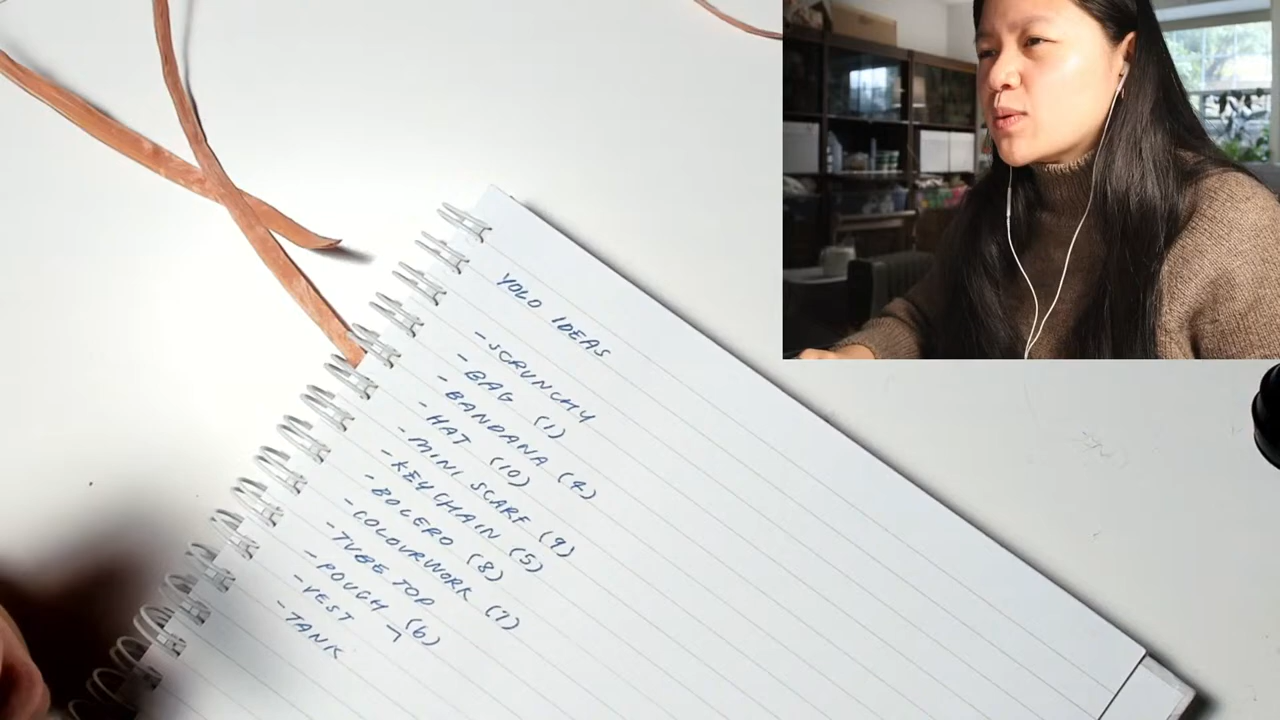 YOLO IDEAS
- SCRUNCHY
- BAG (1)
- BANDANA (4)
- HAT (10)
- MINI SCARF (9)
- KEYCHAIN (5)
- BOLERO (8)
- COLOURWORK (7)
- TUBE TOP
- POUCH (6)
- VEST ¬
- TANK